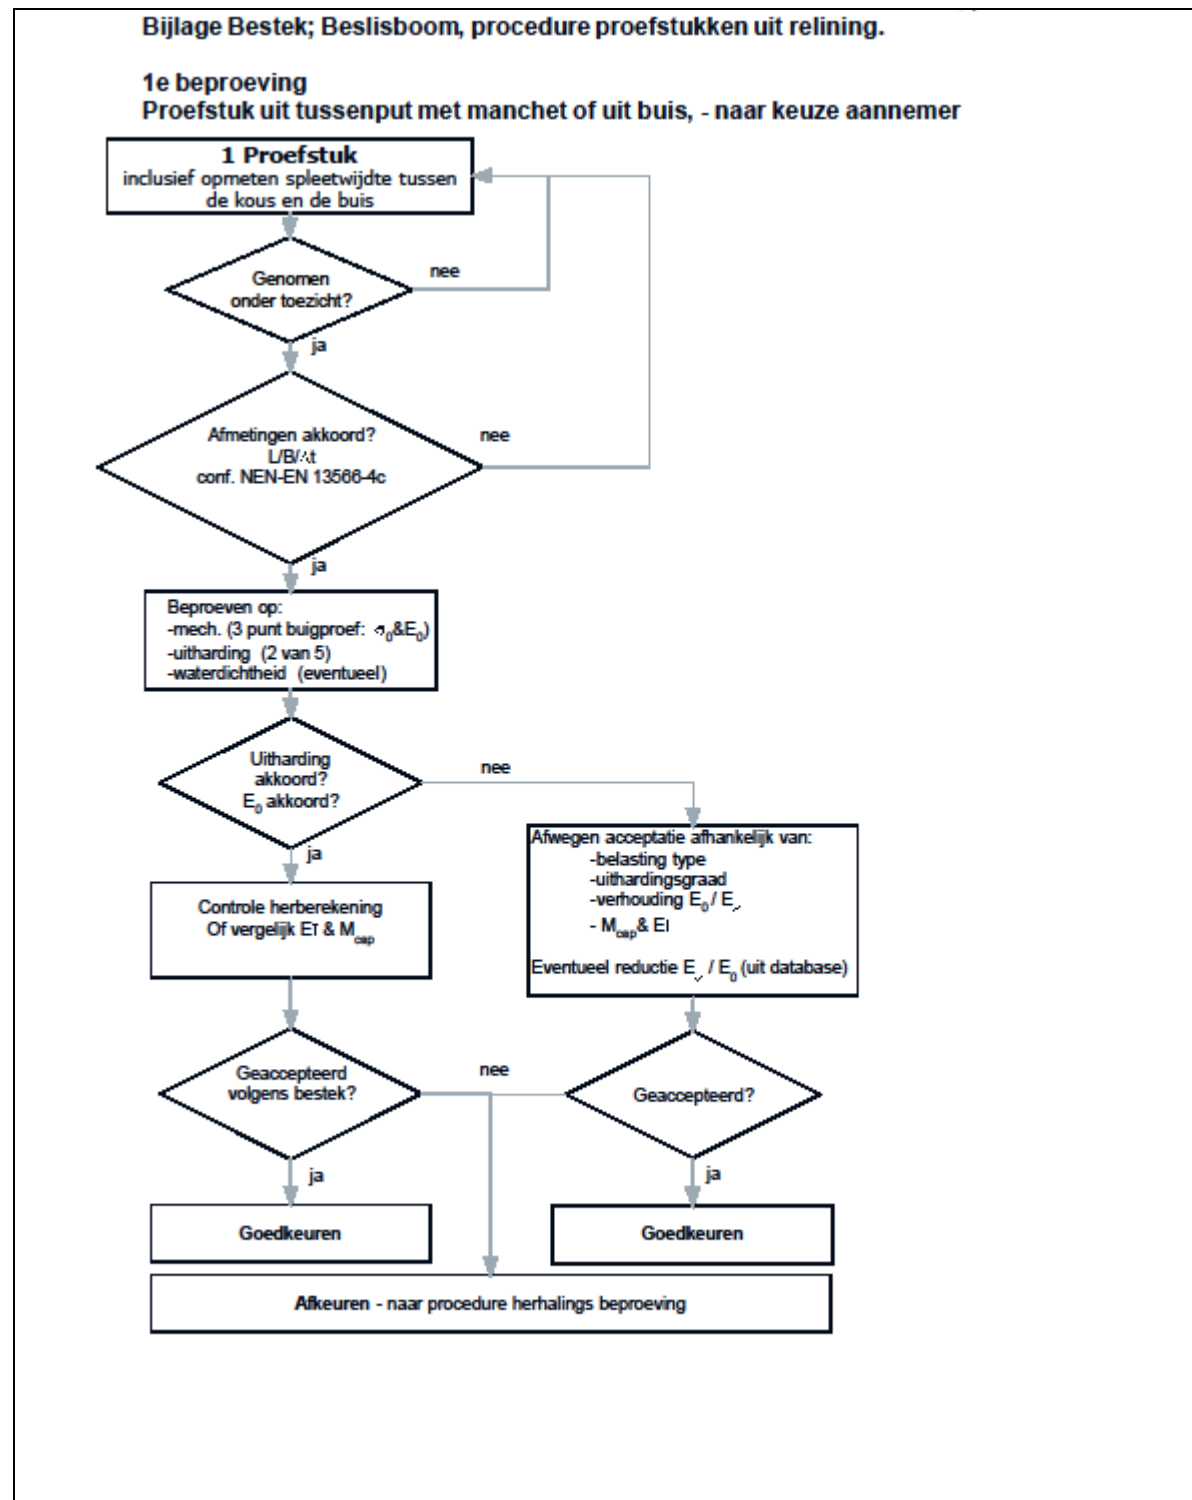 Bijlage Bestek; Beslisboom, procedure proefstukken uit relining.
1e beproeving
Proefstuk uit tussenput met manchet of uit buis, - naar keuze aannemer
1 Proefstuk
inclusief opmeten spleetwijdte tussen
de kous en de buis
Genomen
onder toezicht?
nee
ja
Afmetingen akkoord?
L/B/Δt
conf. NEN-EN 13566-4c
nee
ja
Beproeven op:
-mech. (3 punt buigproef: σ0&E0)
-uitharding (2 van 5)
-waterdichtheid (eventueel)
Uitharding
akkoord?
E0 akkoord?
nee
ja
Afwegen acceptatie afhankelijk van:
-belasting type
-uithardingsgraad
-verhouding E0 / E
- Mcap& EI
Eventueel reductie E / E0 (uit database)
Controle herberekening
Of vergelijk EI & Mcap
Geaccepteerd
volgens bestek?
nee
Geaccepteerd?
ja
ja
Goedkeuren
Goedkeuren
Afkeuren - naar procedure herhalings beproeving